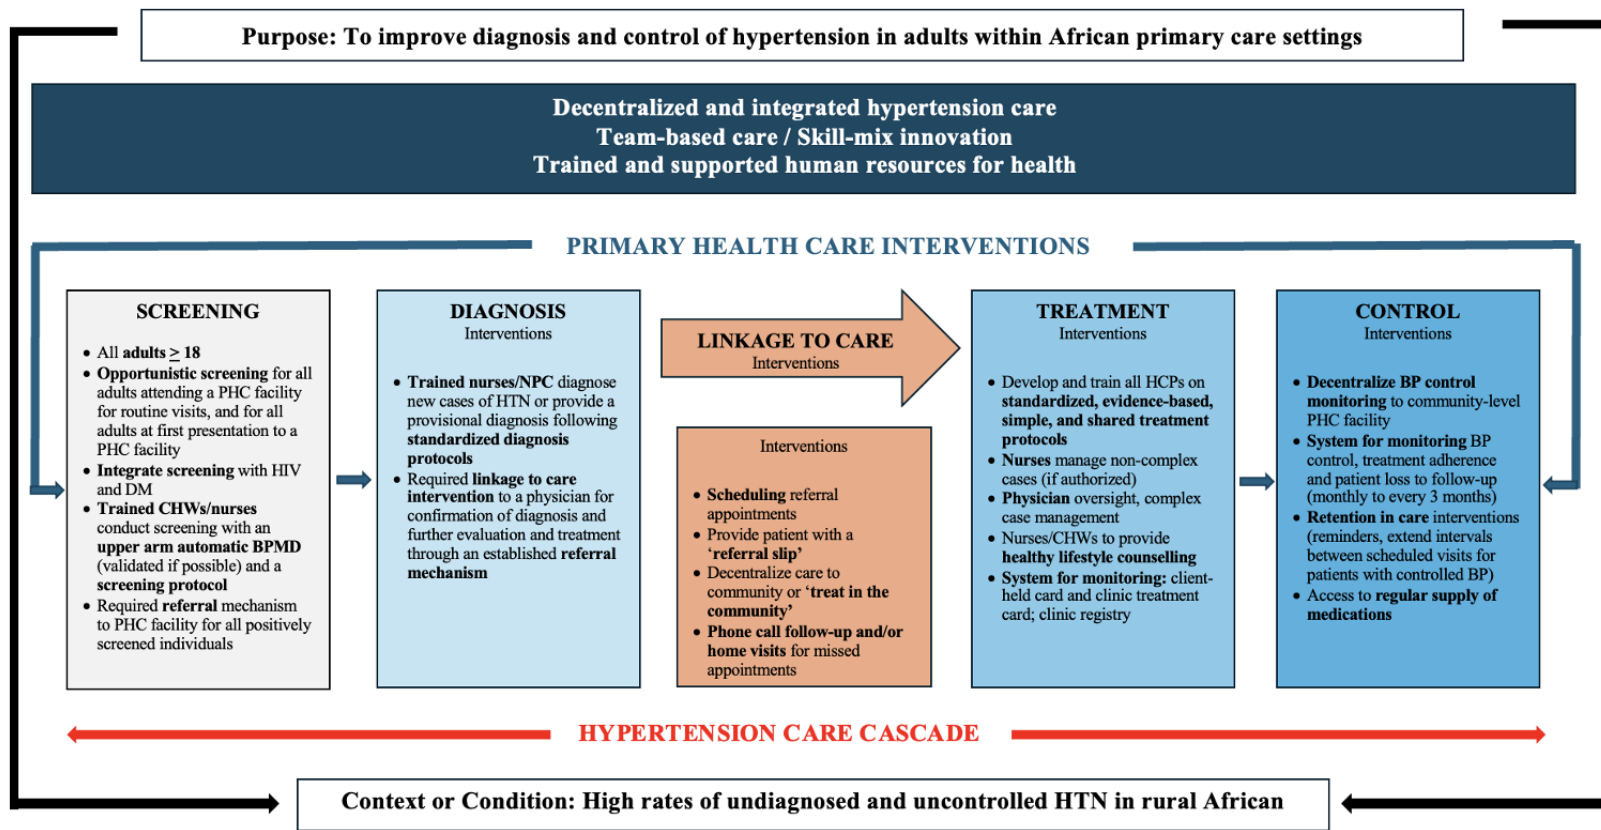 Purpose: To improve diagnosis and control of hypertension in adults within African primary care settings
Decentralized and integrated hypertension care
Team-based care / Skill-mix innovation
Trained and supported human resources for health
PRIMARY HEALTH CARE INTERVENTIONS
SCREENING
• All adults ≥ 18
• Opportunistic screening for all
adults attending a PHC facility
for routine visits, and for all
adults at first presentation to a
PHC facility
• Integrate screening with HIV
and DM
• Trained CHWs/nurses
conduct screening with an
upper arm automatic BPMD
(validated if possible) and a
screening protocol
• Required referral mechanism
to PHC facility for all positively
screened individuals
DIAGNOSIS
Interventions
• Trained nurses/NPC diagnose
new cases of HTN or provide a
provisional diagnosis following
standardized diagnosis
protocols
• Required linkage to care
intervention to a physician for
confirmation of diagnosis and
further evaluation and treatment
through an established referral
mechanism
LINKAGE TO CARE
Interventions
Interventions
• Scheduling referral
appointments
• Provide patient with a
‘referral slip’
• Decentralize care to
community or ‘treat in the
community’
• Phone call follow-up and/or
home visits for missed
appointments
TREATMENT
Interventions
• Develop and train all HCPs on
standardized, evidence-based,
simple, and shared treatment
protocols
• Nurses manage non-complex
cases (if authorized)
• Physician oversight, complex
case management
• Nurses/CHWs to provide
healthy lifestyle counselling
• System for monitoring: client-
held card and clinic treatment
card; clinic registry
CONTROL
Interventions
• Decentralize BP control
monitoring to community-level
PHC facility
• System for monitoring BP
control, treatment adherence
and patient loss to follow-up
(monthly to every 3 months)
• Retention in care interventions
(reminders, extend intervals
between scheduled visits for
patients with controlled BP)
• Access to regular supply of
medications
HYPERTENSION CARE CASCADE
Context or Condition: High rates of undiagnosed and uncontrolled HTN in rural African